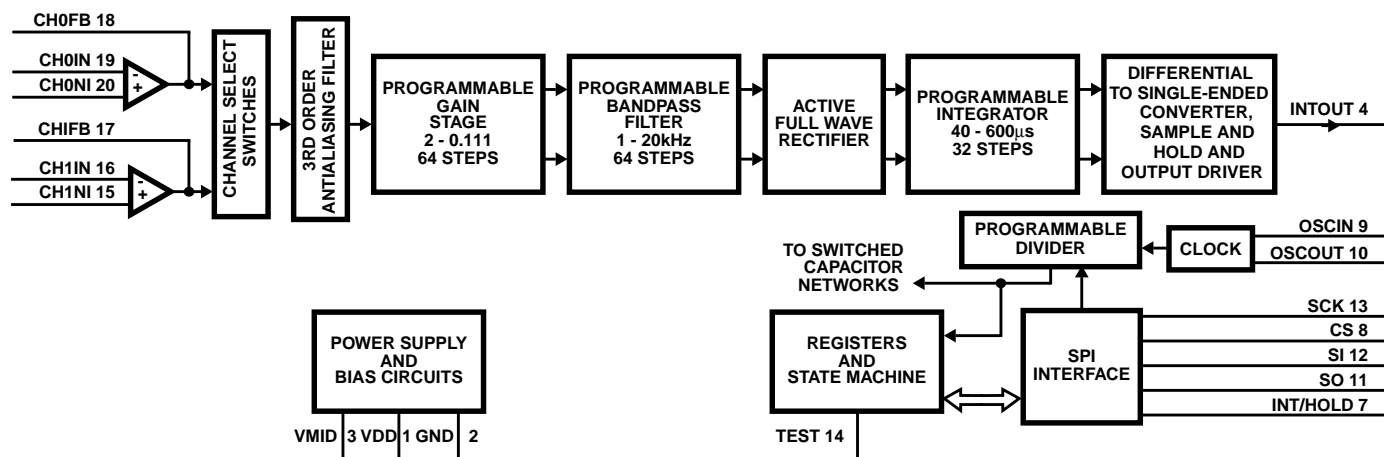 CH0FB 18
CH0IN 19
CH0NI 20
CHIFB 17
CH1IN 16
CH1NI 15
-
+
-
+
CHANNEL SELECT
SWITCHES
3RD ORDER
ANTIALIASING FILTER
PROGRAMMABLE
GAIN
STAGE
2 - 0.111
64 STEPS
PROGRAMMABLE
BANDPASS
FILTER
1 - 20kHz
64 STEPS
ACTIVE
FULL WAVE
RECTIFIER
PROGRAMMABLE
INTEGRATOR
40 - 600µs
32 STEPS
DIFFERENTIAL
TO SINGLE-ENDED
CONVERTER,
SAMPLE AND
HOLD AND
OUTPUT DRIVER
INTOUT 4
PROGRAMMABLE
DIVIDER
CLOCK
OSCIN 9
OSCOUT 10
TO SWITCHED
CAPACITOR
NETWORKS
POWER SUPPLY
AND
BIAS CIRCUITS
VMID 3 VDD 1 GND 2
REGISTERS
AND
STATE MACHINE
TEST 14
SPI
INTERFACE
SCK 13
CS 8
SI 12
SO 11
INT/HOLD 7